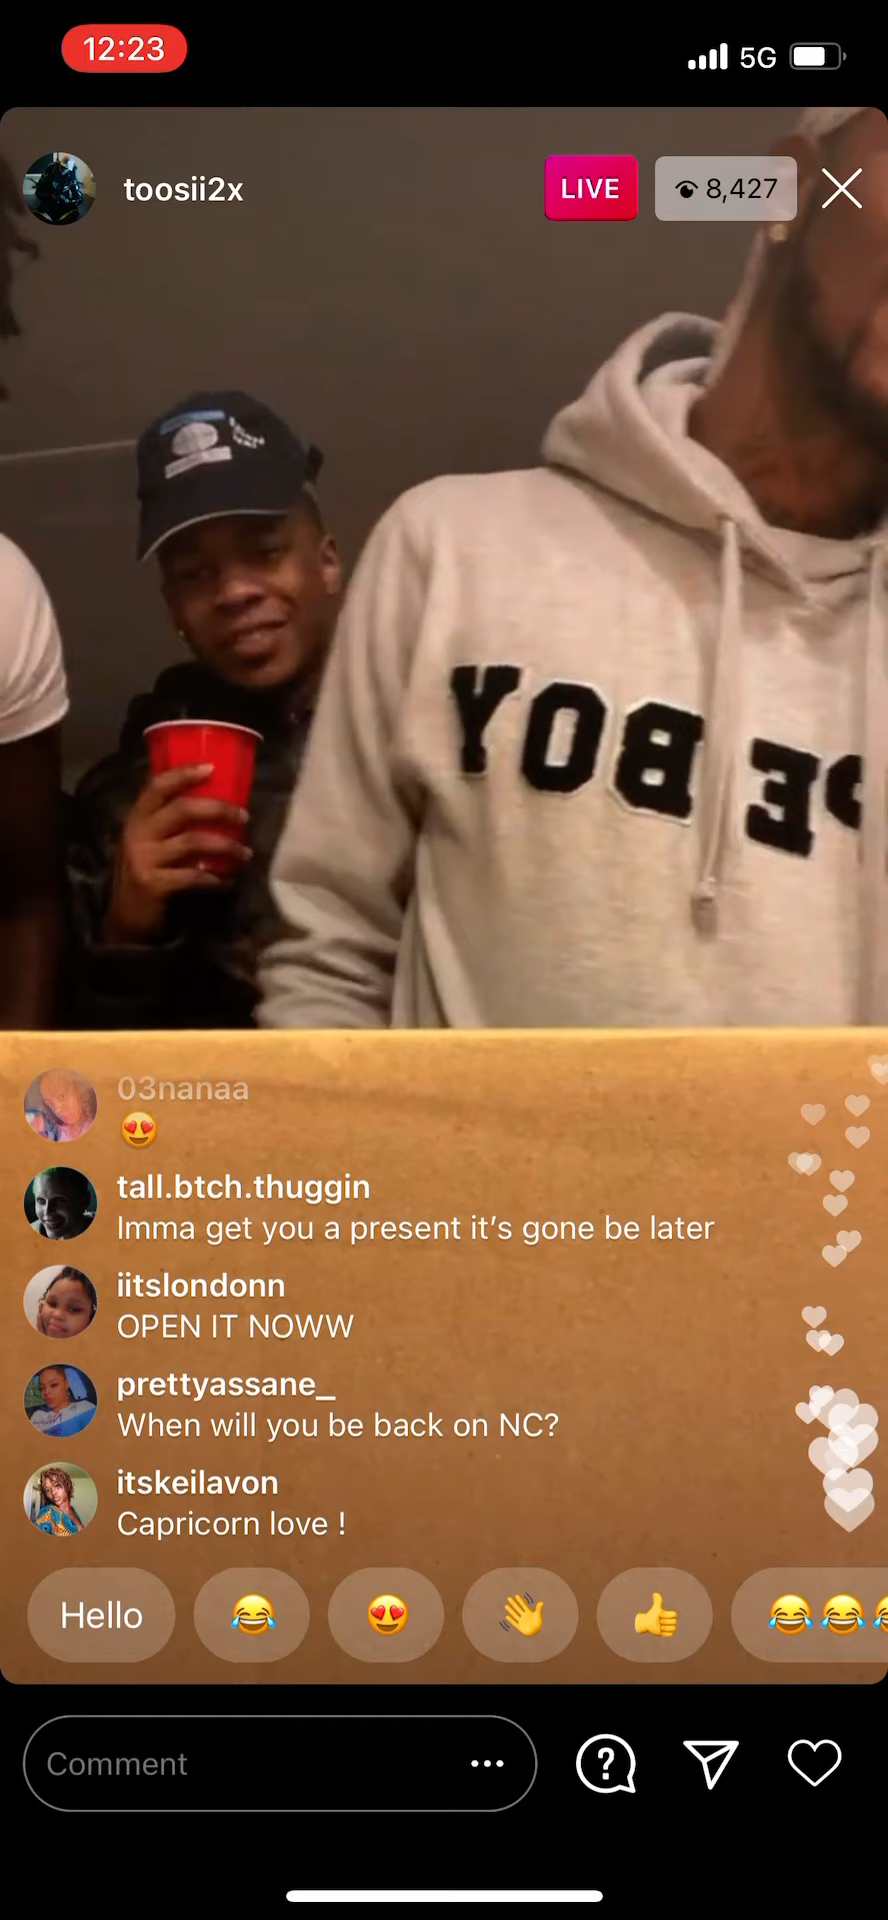 12:23
5G
toosii2x
LIVE
8,427
X
BOY
03nanaa
😍
tall.btch.thuggin
Imma get you a present it’s gone be later
iitslondonn
OPEN IT NOWW
prettyassane_
When will you be back on NC?
itskeilavon
Capricorn love !
Hello 😂 😍 👋 👍 😂😂
Comment